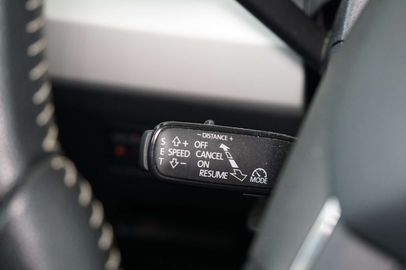 − DISTANCE +
S + OFF
E SPEED CANCEL
T − ON
RESUME
MODE